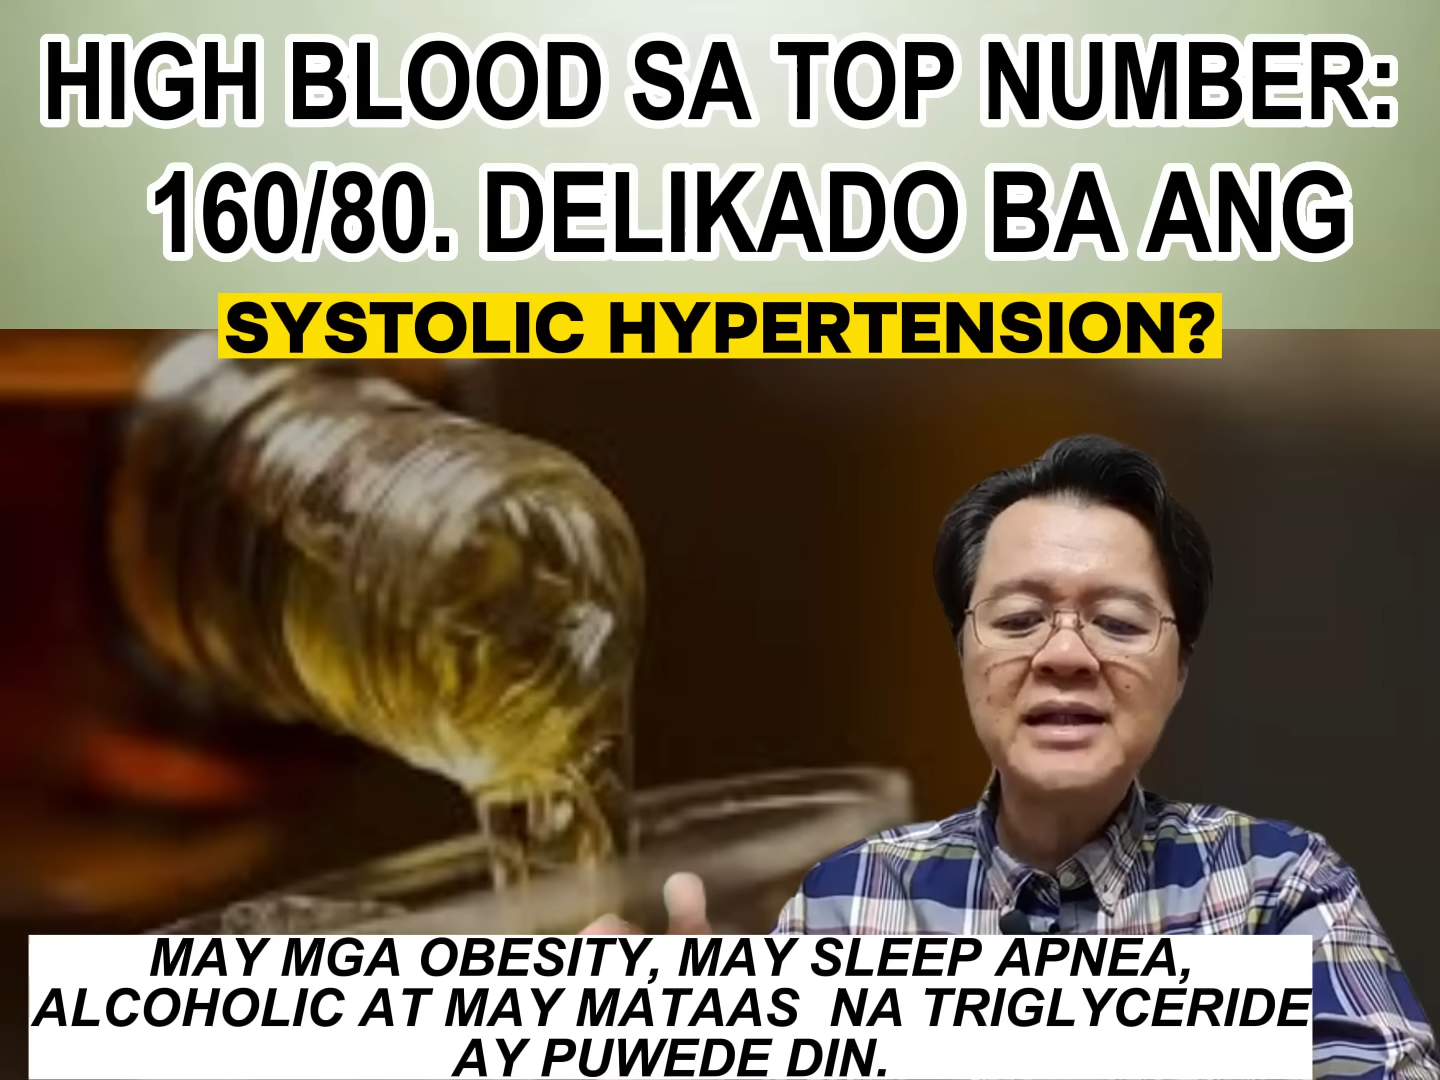 HIGH BLOOD SA TOP NUMBER:
160/80. DELIKADO BA ANG
SYSTOLIC HYPERTENSION?
MAY MGA OBESITY, MAY SLEEP APNEA,
ALCOHOLIC AT MAY MATAAS NA TRIGLYCERIDE
AY PUWEDE DIN.